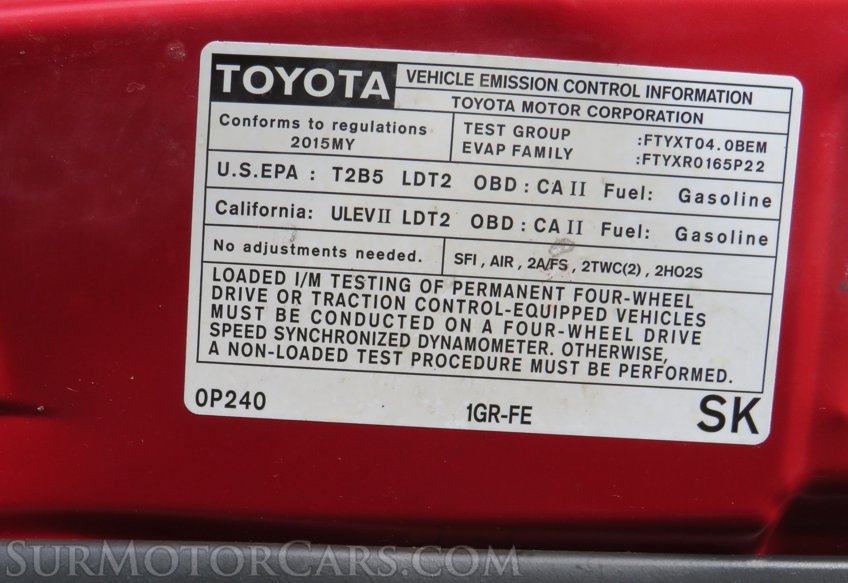 TOYOTA VEHICLE EMISSION CONTROL INFORMATION
TOYOTA MOTOR CORPORATION
Conforms to regulations
2015MY
TEST GROUP :FTYXT04.0BEM
EVAP FAMILY :FTYXR0165P22
U.S.EPA : T2B5 LDT2 OBD : CA II Fuel: Gasoline
California: ULEV II LDT2 OBD : CA II Fuel: Gasoline
No adjustments needed. SFI , AIR , 2A/FS , 2TWC(2) , 2HO2S
LOADED I/M TESTING OF PERMANENT FOUR-WHEEL
DRIVE OR TRACTION CONTROL-EQUIPPED VEHICLES
MUST BE CONDUCTED ON A FOUR-WHEEL DRIVE
SPEED SYNCHRONIZED DYNAMOMETER. OTHERWISE,
A NON-LOADED TEST PROCEDURE MUST BE PERFORMED.
0P240 1GR-FE SK
SURMOTORCARS.COM